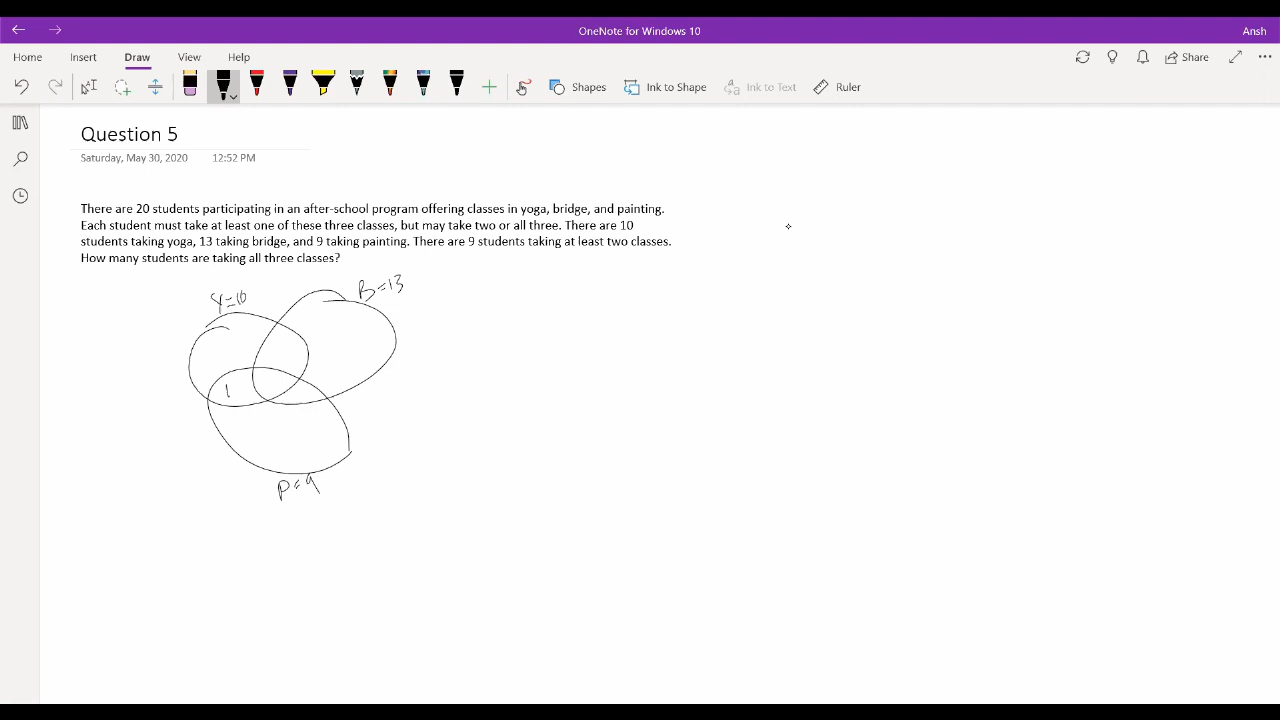 OneNote for Windows 10
Ansh
Home Insert Draw View Help
Share
Shapes Ink to Shape Ink to Text Ruler
Question 5
Saturday, May 30, 2020 12:52 PM
There are 20 students participating in an after-school program offering classes in yoga, bridge, and painting.
Each student must take at least one of these three classes, but may take two or all three. There are 10
students taking yoga, 13 taking bridge, and 9 taking painting. There are 9 students taking at least two classes.
How many students are taking all three classes?
Y=10
B=13
1
P=9